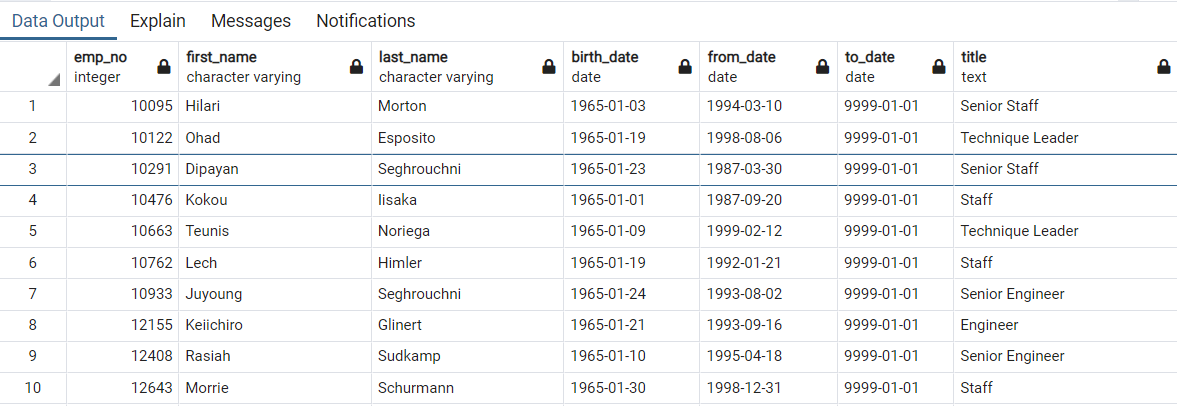 Data Output Explain Messages Notifications
emp_no first_name last_name birth_date from_date to_date title
integer character varying character varying date date date text
1 10095 Hilari Morton 1965-01-03 1994-03-10 9999-01-01 Senior Staff
2 10122 Ohad Esposito 1965-01-19 1998-08-06 9999-01-01 Technique Leader
3 10291 Dipayan Seghrouchni 1965-01-23 1987-03-30 9999-01-01 Senior Staff
4 10476 Kokou Iisaka 1965-01-01 1987-09-20 9999-01-01 Staff
5 10663 Teunis Noriega 1965-01-09 1999-02-12 9999-01-01 Technique Leader
6 10762 Lech Himler 1965-01-19 1992-01-21 9999-01-01 Staff
7 10933 Juyoung Seghrouchni 1965-01-24 1993-08-02 9999-01-01 Senior Engineer
8 12155 Keiichiro Glinert 1965-01-21 1993-09-16 9999-01-01 Engineer
9 12408 Rasiah Sudkamp 1965-01-10 1995-04-18 9999-01-01 Senior Engineer
10 12643 Morrie Schurmann 1965-01-30 1998-12-31 9999-01-01 Staff